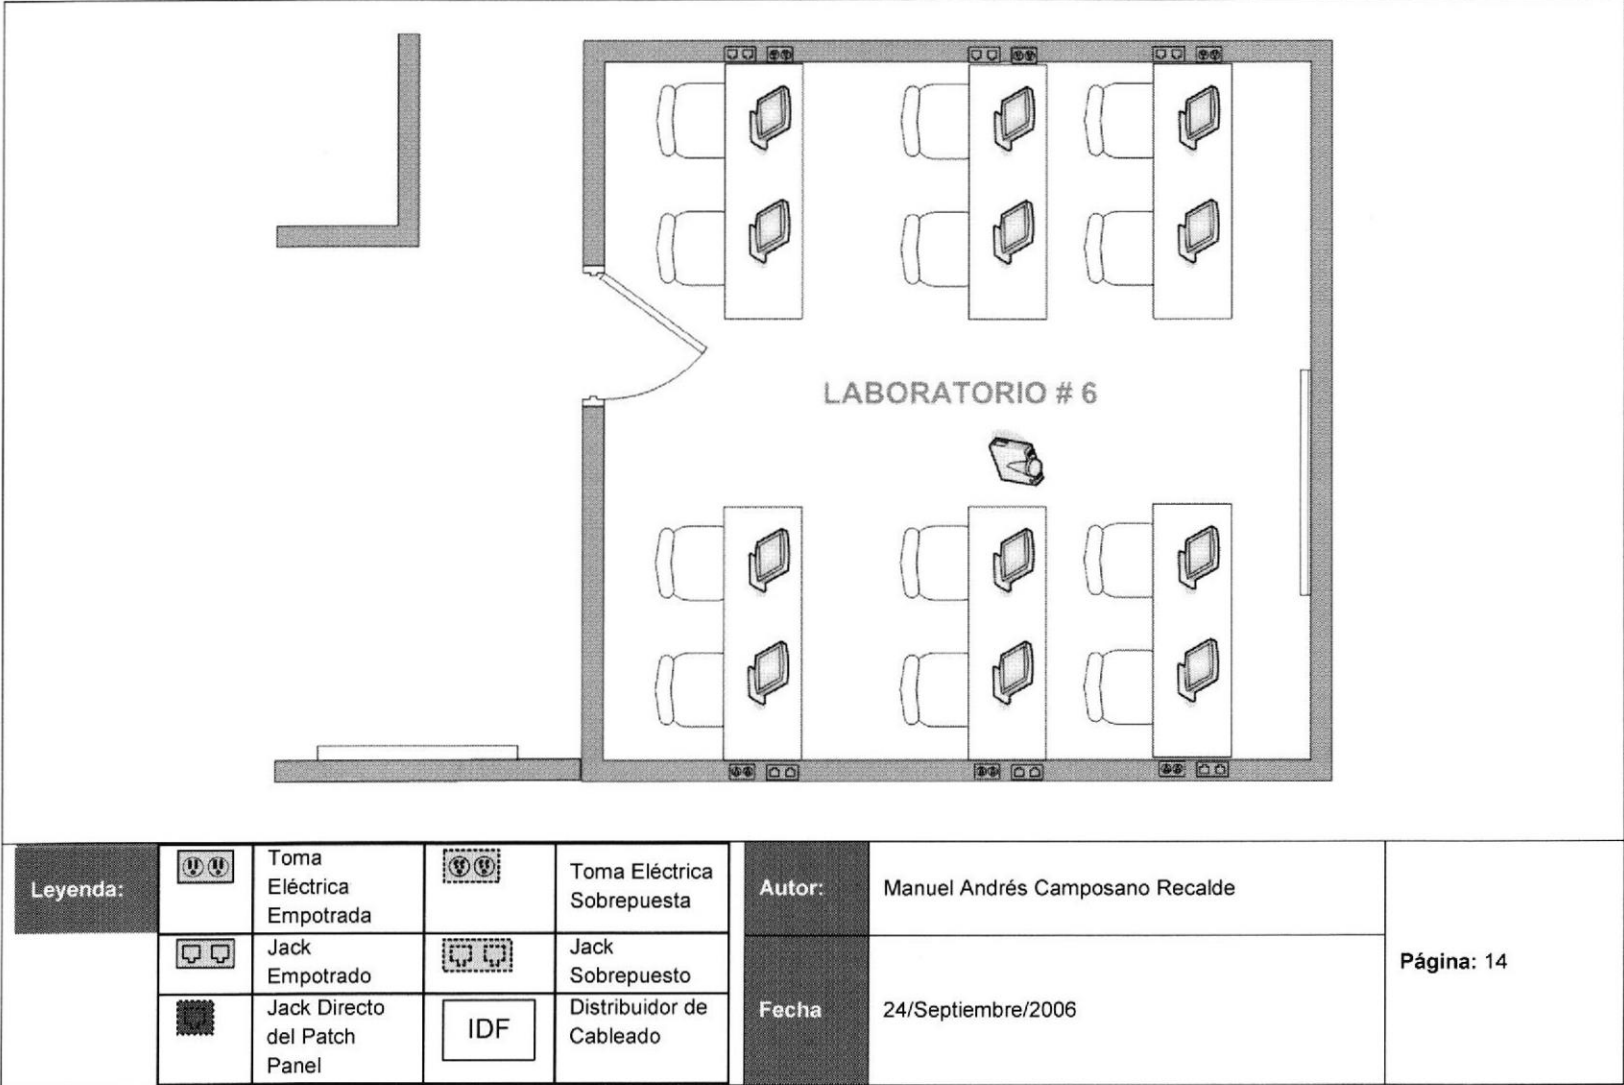 LABORATORIO # 6
Leyenda:
Toma
Eléctrica
Empotrada
Toma Eléctrica
Sobrepuesta
Jack
Empotrado
Jack
Sobrepuesto
Jack Directo
del Patch
Panel
IDF
Distribuidor de
Cableado
Autor:
Manuel Andrés Camposano Recalde
Fecha
24/Septiembre/2006
Página: 14